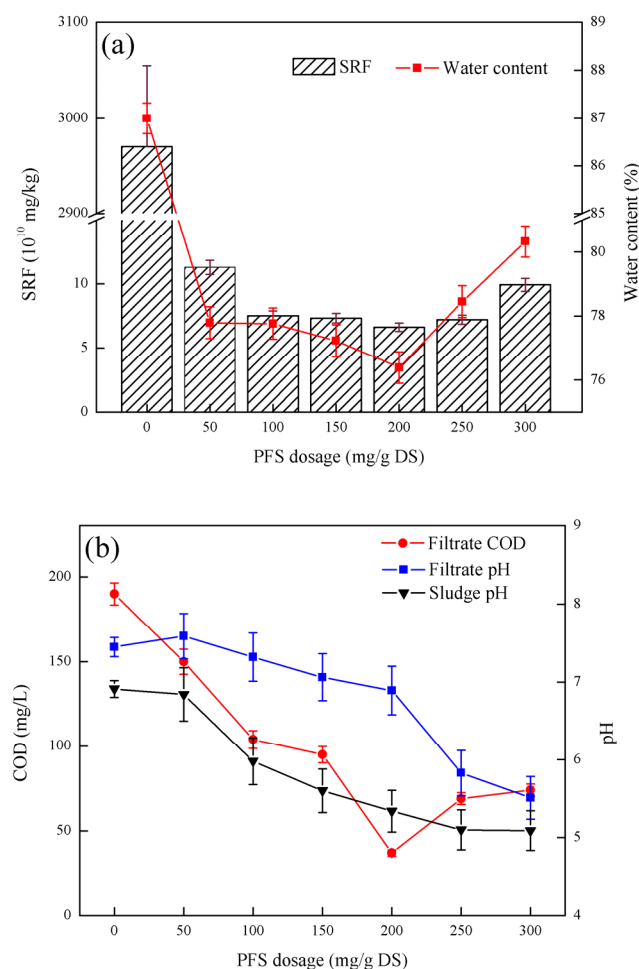 (a)
SRF
Water content
3100
3000
2900
10
5
0
SRF (10^10 mg/kg)
89
88
87
86
85
80
78
76
Water content (%)
0 50 100 150 200 250 300
PFS dosage (mg/g DS)
(b)
Filtrate COD
Filtrate pH
Sludge pH
200
150
100
50
0
COD (mg/L)
9
8
7
6
5
4
pH
0 50 100 150 200 250 300
PFS dosage (mg/g DS)